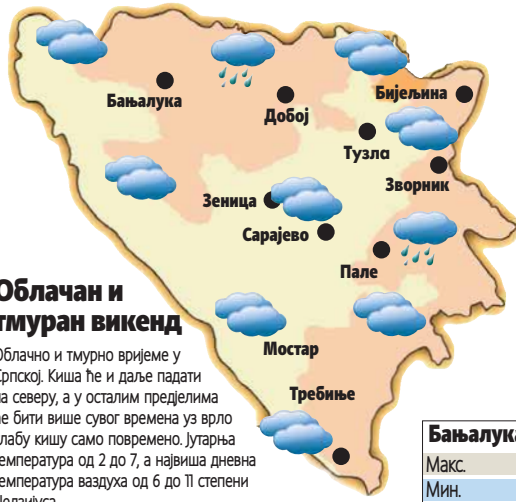 Бањалука
Добој
Бијељина
Тузла
Зворник
Зеница
Сарајево
Пале
Мостар
Требиње
Облачан и
тмуран викенд
Облачно и тмурно вријеме у
Српској. Киша ће и даље падати
на северу, а у осталим предјелима
ће бити више сувог времена уз врло
слабу кишу само повремено. Јутарња
температура од 2 до 7, а највиша дневна
температура ваздуха од 6 до 11 степени
Бањалука
Макс.
Мин.